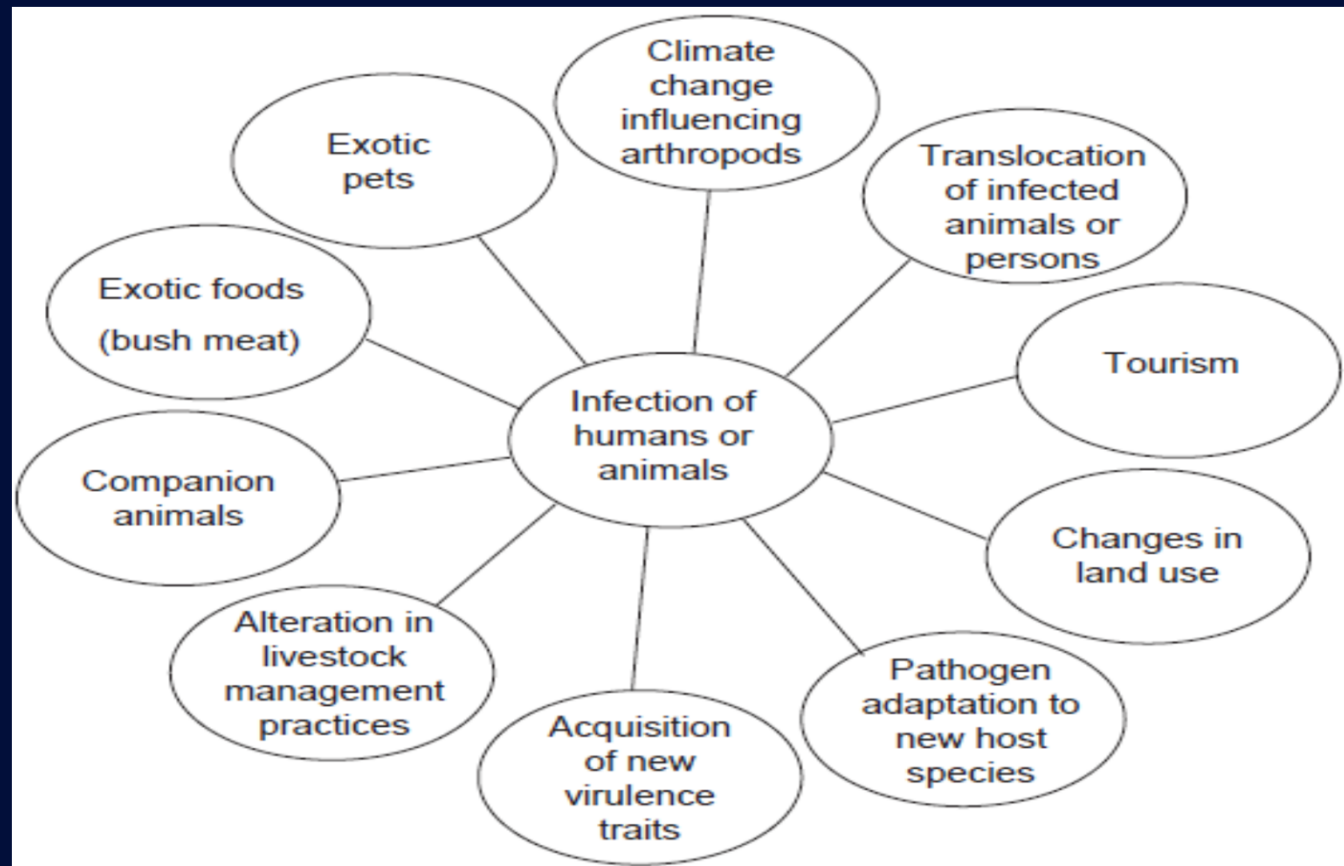 Climate
change
influencing
arthropods
Exotic
pets
Translocation
of infected
animals or
persons
Exotic foods
(bush meat)
Tourism
Infection of
humans or
animals
Companion
animals
Changes in
land use
Alteration in
livestock
management
practices
Pathogen
adaptation to
new host
species
Acquisition
of new
virulence
traits